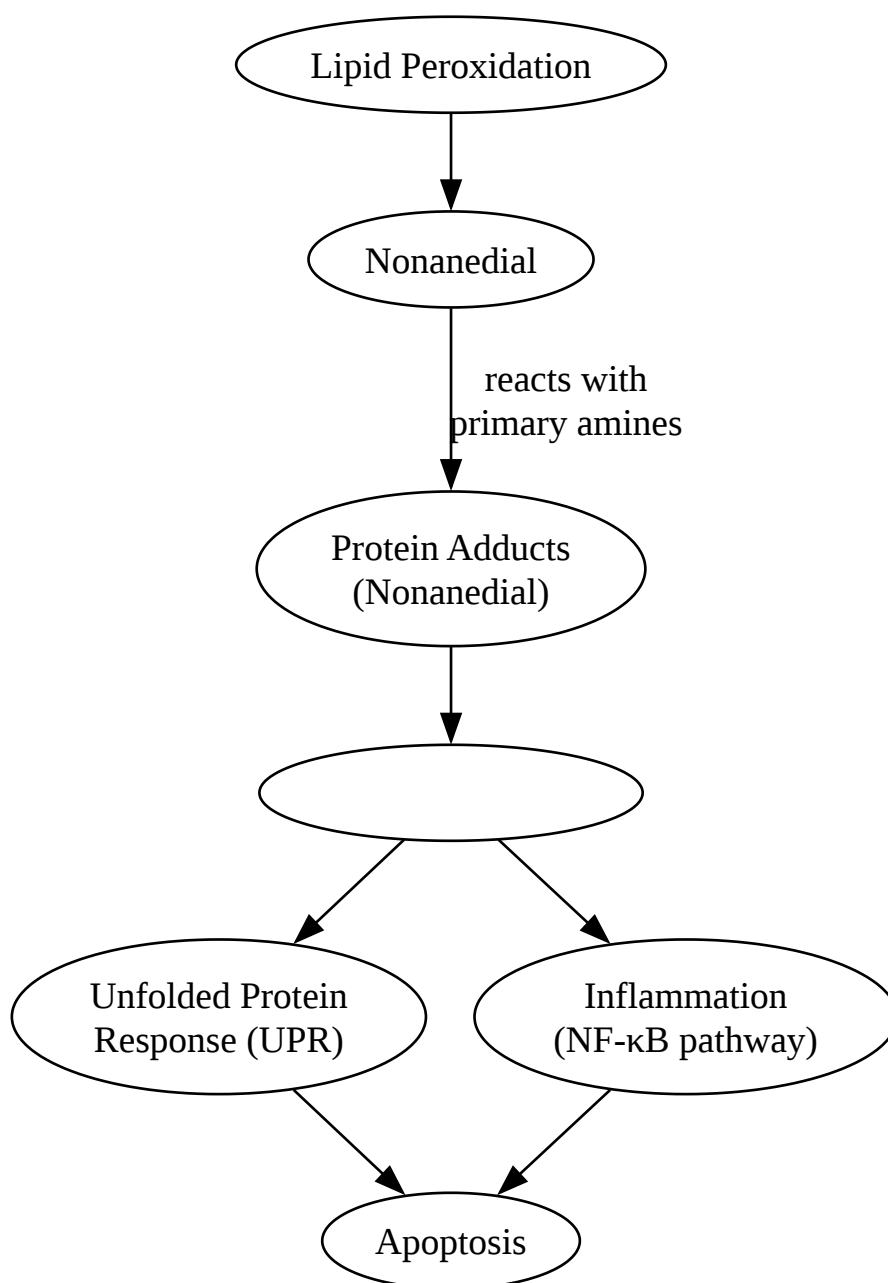 Lipid Peroxidation
Nonanedial
reacts with
primary amines
Protein Adducts
(Nonanedial)
Unfolded Protein
Response (UPR)
Inflammation
(NF-κB pathway)
Apoptosis